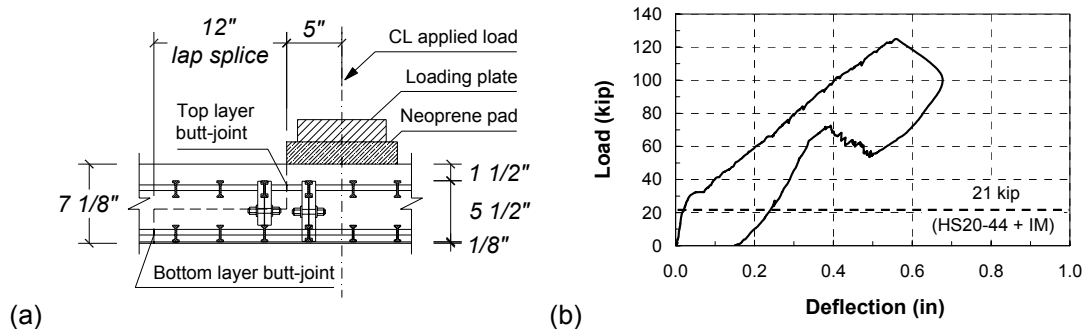 12"
lap splice
5"
CL applied load
Loading plate
Neoprene pad
Top layer
butt-joint
7 1/8"
1 1/2"
5 1/2"
1/8"
Bottom layer butt-joint
(a)
Load (kip)
140
120
100
80
60
40
20
0
21 kip
(HS20-44 + IM)
0.0 0.2 0.4 0.6 0.8 1.0
Deflection (in)
(b)